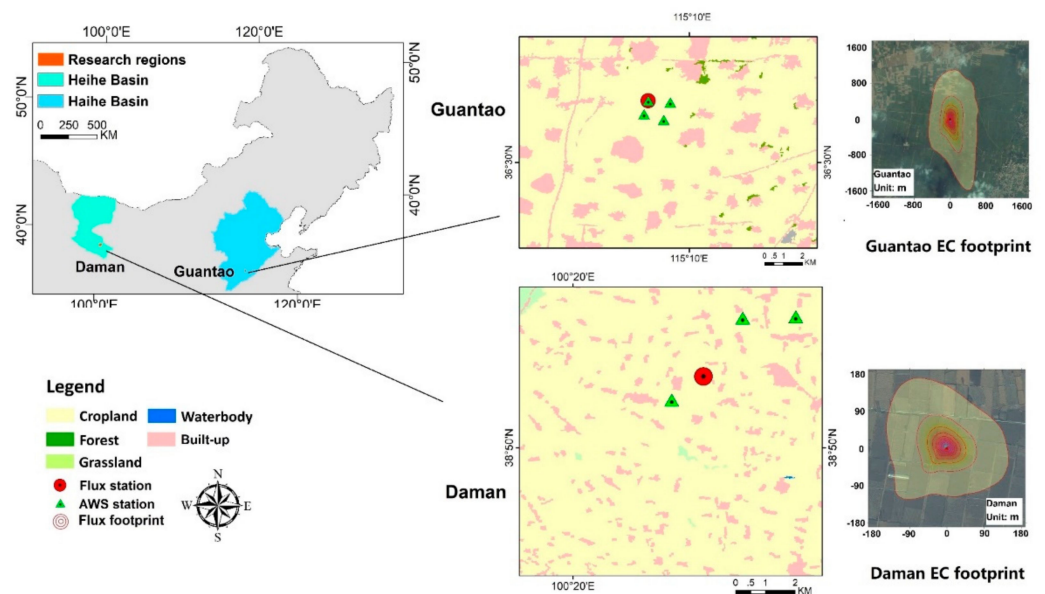 100°0'E
120°0'E
Research regions
Heihe Basin
Haihe Basin
0 250 500
KM
50°0'N
50°0'N
40°0'N
40°0'N
Daman
Guantao
100°0'E
120°0'E
Legend
Cropland
Waterbody
Forest
Built-up
Grassland
Flux station
AWS station
Flux footprint
N
W
E
S
Guantao
115°10'E
36°30'N
36°30'N
115°10'E
0 .5 1 2
KM
1600
800
0
-800
-1600
Guantao
Unit: m
-1600 -800 0 800 1600
Guantao EC footprint
Daman
100°20'E
38°50'N
38°50'N
100°20'E
0 .5 1 2
KM
180
90
0
-90
-180
Daman
Unit: m
-180 -90 0 90 180
Daman EC footprint